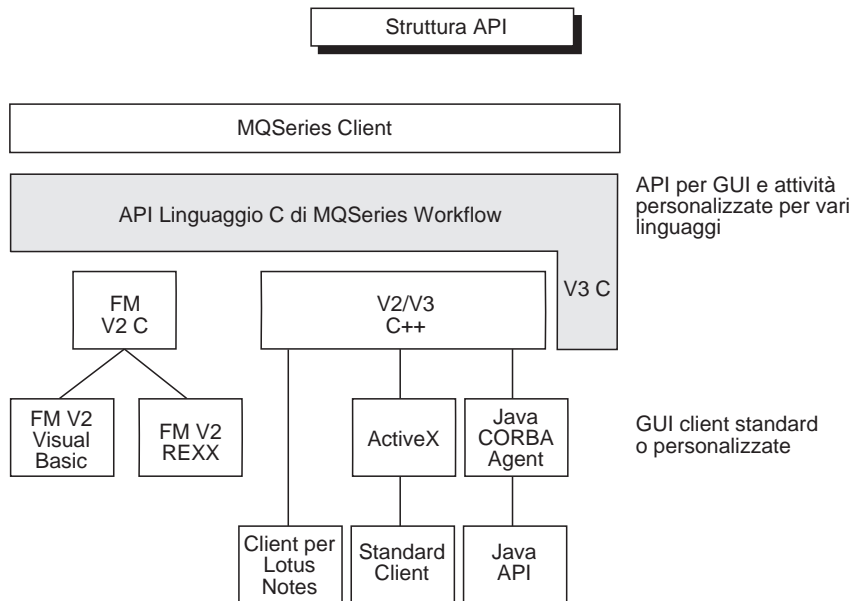 Struttura API
MQSeries Client
API Linguaggio C di MQSeries Workflow
API per GUI e attività
personalizzate per vari
linguaggi
V3 C
FM
V2 C
V2/V3
C++
FM V2
Visual
Basic
FM V2
REXX
ActiveX
Java
CORBA
Agent
GUI client standard
o personalizzate
Client per
Lotus
Notes
Standard
Client
Java
API